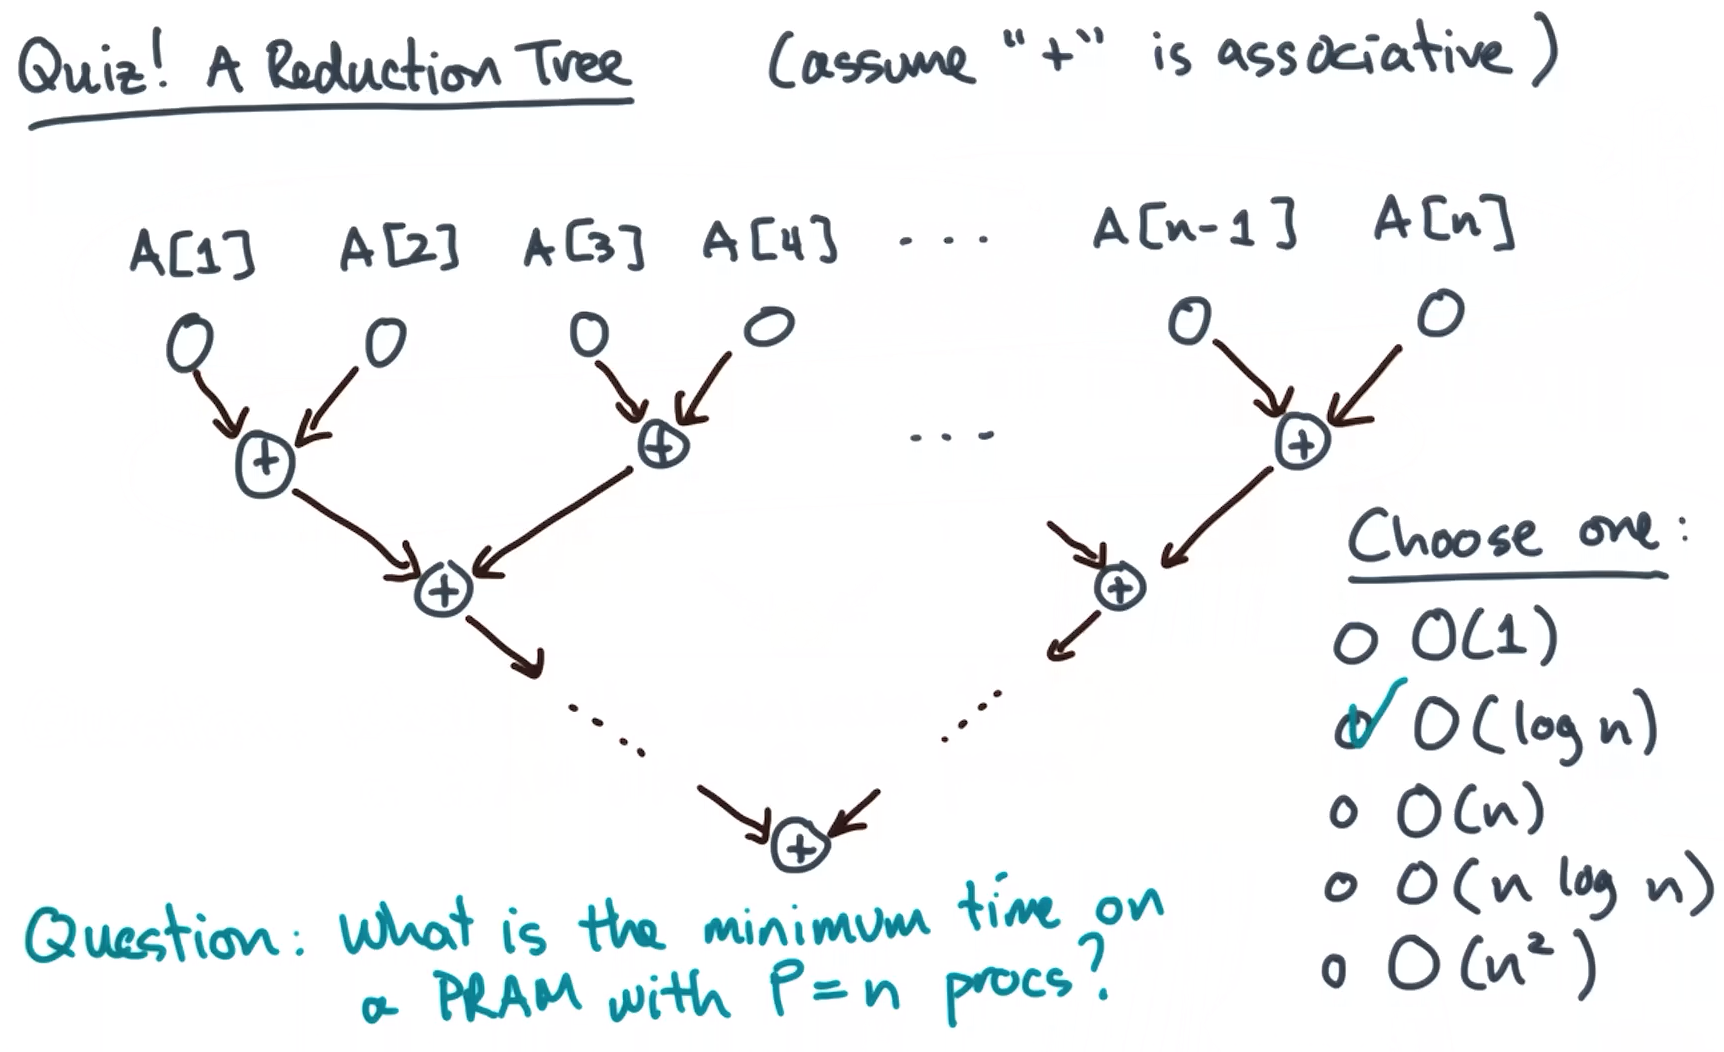 Quiz! A Reduction Tree (assume "+" is associative)
A[1] A[2] A[3] A[4] ... A[n-1] A[n]
+ + ... +
+ +
+
Choose one:
O(1)
O(log n)
O(n)
O(n log n)
O(n²)
Question: What is the minimum time on
a PRAM with P=n procs?